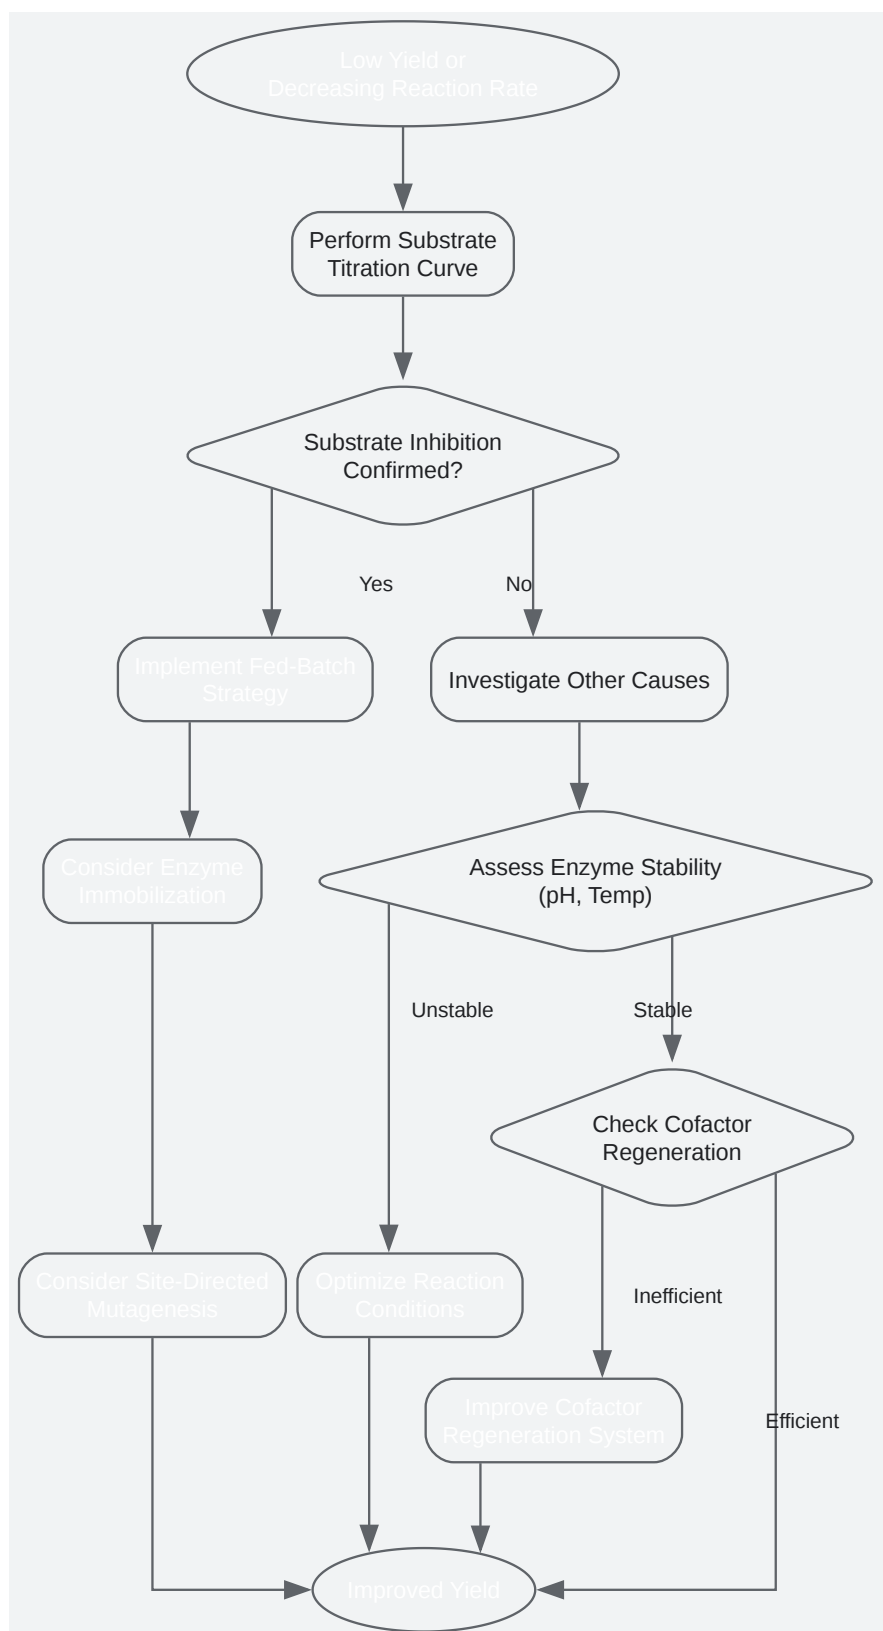 Low Yield or
Decreasing Reaction Rate
Perform Substrate
Titration Curve
Substrate Inhibition
Confirmed?
Yes
No
Implement Fed-Batch
Strategy
Investigate Other Causes
Consider Enzyme
Immobilization
Assess Enzyme Stability
(pH, Temp)
Unstable
Stable
Check Cofactor
Regeneration
Consider Site-Directed
Mutagenesis
Optimize Reaction
Conditions
Inefficient
Improve Cofactor
Regeneration System
Efficient
Improved Yield